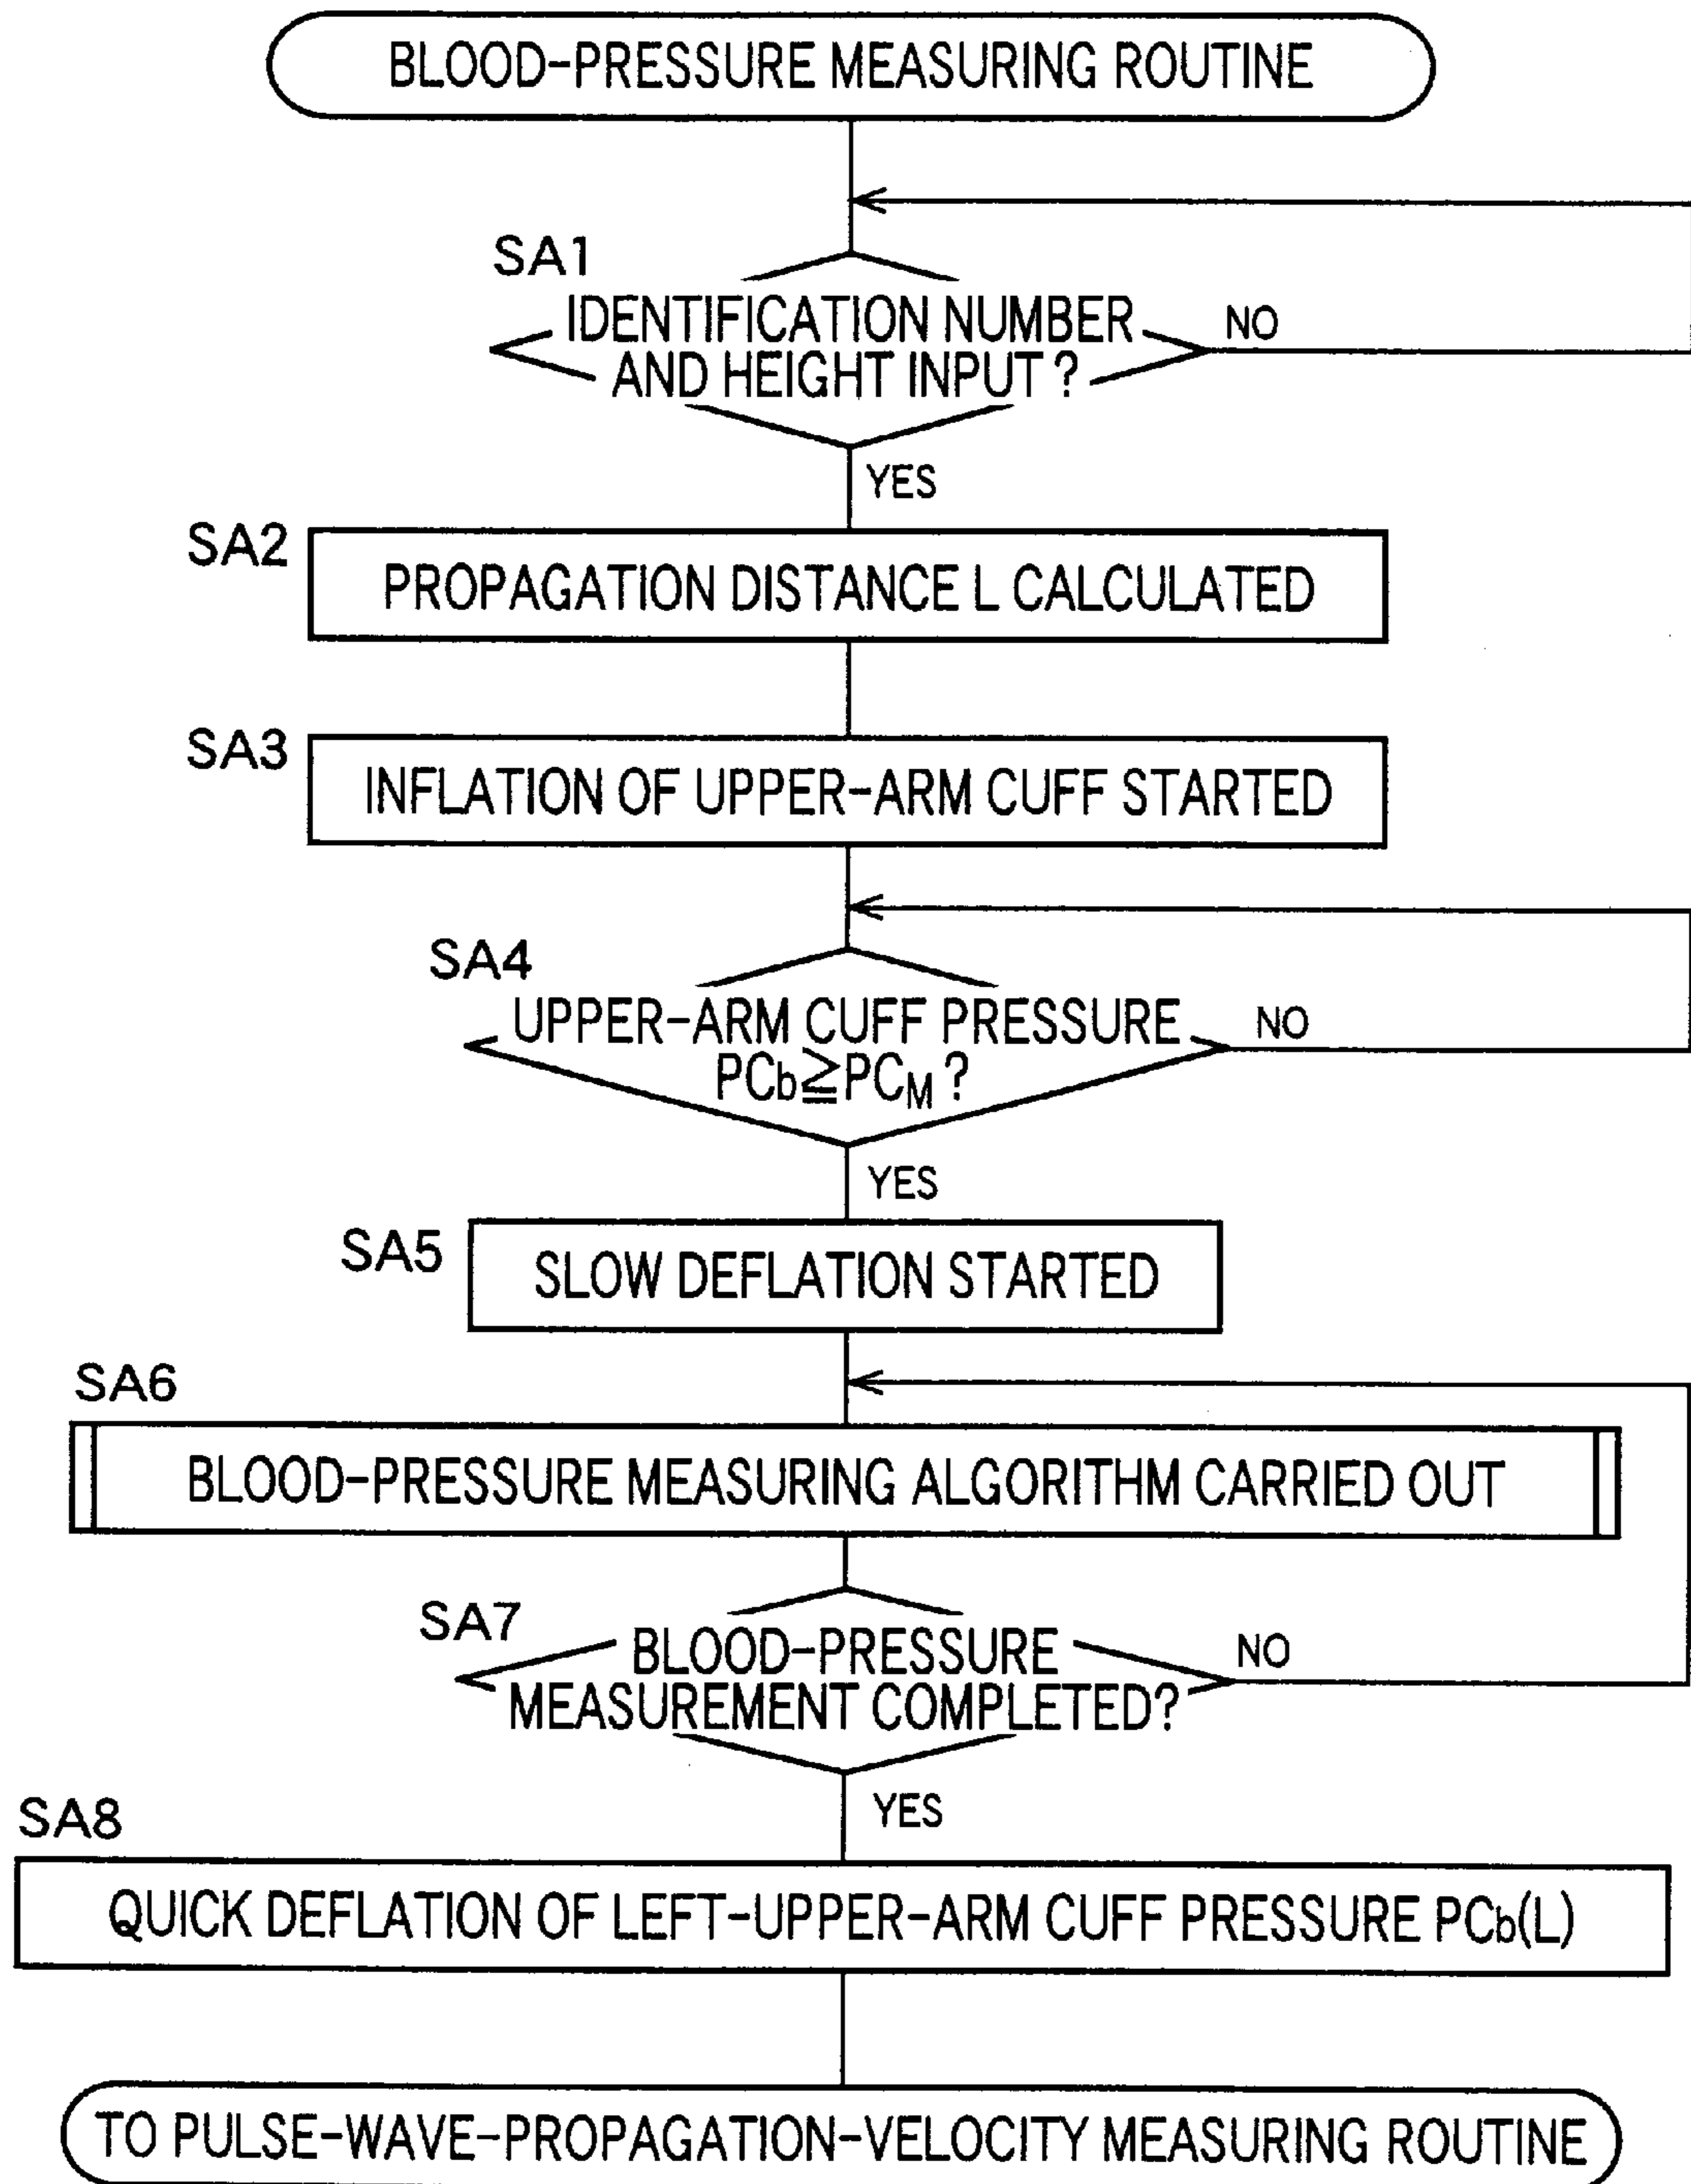 BLOOD-PRESSURE MEASURING ROUTINE
SA1
IDENTIFICATION NUMBER
AND HEIGHT INPUT ?
NO
YES
SA2
PROPAGATION DISTANCE L CALCULATED
SA3
INFLATION OF UPPER-ARM CUFF STARTED
SA4
UPPER-ARM CUFF PRESSURE
PCb≧PCM ?
NO
YES
SA5
SLOW DEFLATION STARTED
SA6
BLOOD-PRESSURE MEASURING ALGORITHM CARRIED OUT
SA7
BLOOD-PRESSURE
MEASUREMENT COMPLETED?
NO
YES
SA8
QUICK DEFLATION OF LEFT-UPPER-ARM CUFF PRESSURE PCb(L)
TO PULSE-WAVE-PROPAGATION-VELOCITY MEASURING ROUTINE